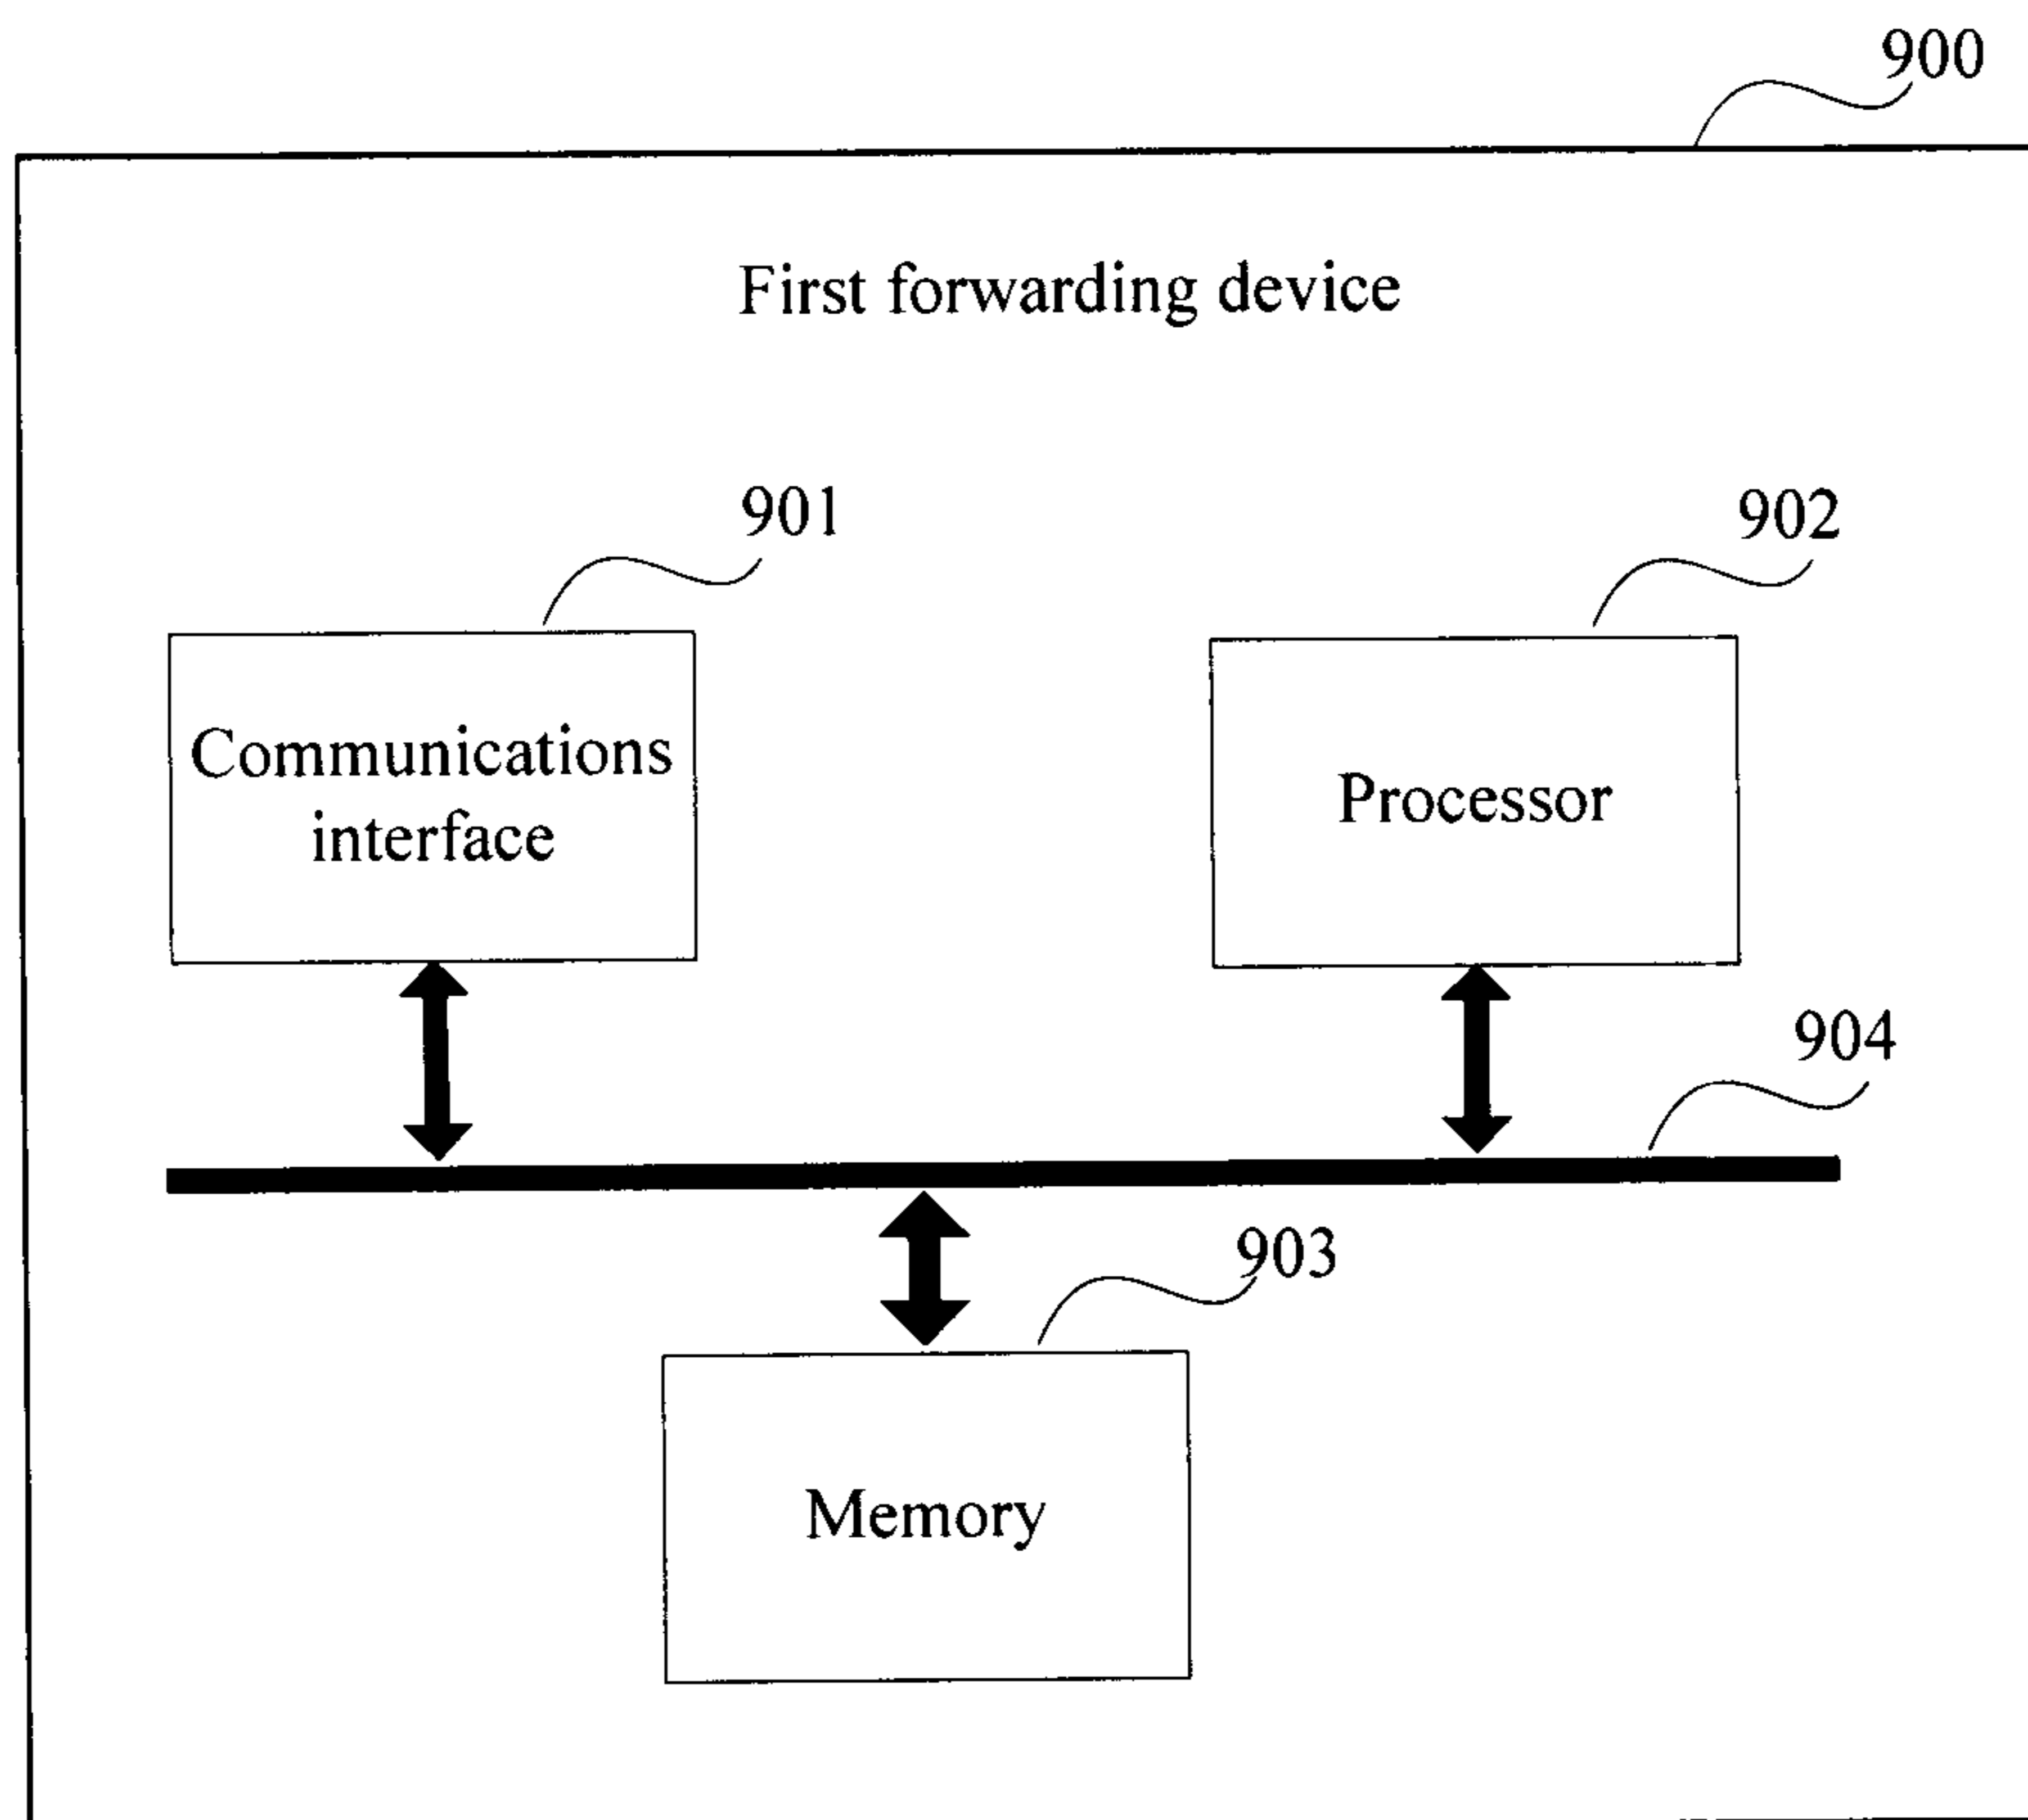 900
First forwarding device
901
902
Communications
interface
Processor
904
903
Memory